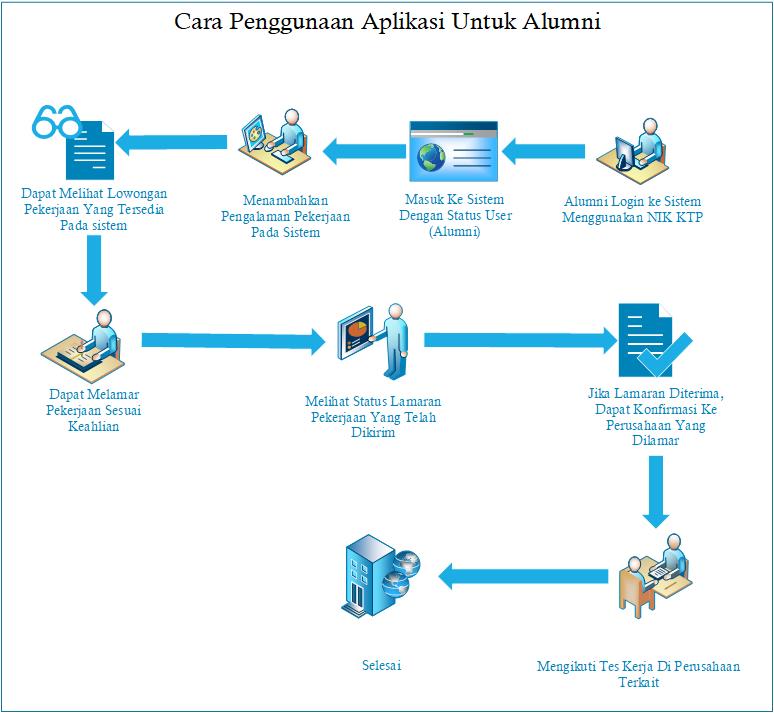 Cara Penggunaan Aplikasi Untuk Alumni
Alumni Login ke Sistem
Menggunakan NIK KTP
Masuk Ke Sistem
Dengan Status User
(Alumni)
Menambahkan
Pengalaman Pekerjaan
Pada Sistem
Dapat Melihat Lowongan
Pekerjaan Yang Tersedia
Pada sistem
Dapat Melamar
Pekerjaan Sesuai
Keahlian
Melihat Status Lamaran
Pekerjaan Yang Telah
Dikirim
Jika Lamaran Diterima,
Dapat Konfirmasi Ke
Perusahaan Yang
Dilamar
Mengikuti Tes Kerja Di Perusahaan
Terkait
Selesai